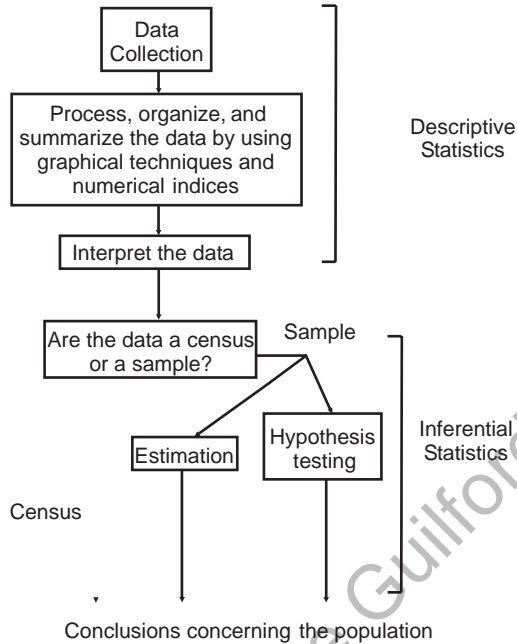 Data
Collection
Process, organize, and
summarize the data by using
graphical techniques and
numerical indices
Descriptive
Statistics
Interpret the data
Are the data a census
or a sample?
Sample
Estimation
Hypothesis
testing
Inferential
Statistics
Census
Conclusions concerning the population
Guilford